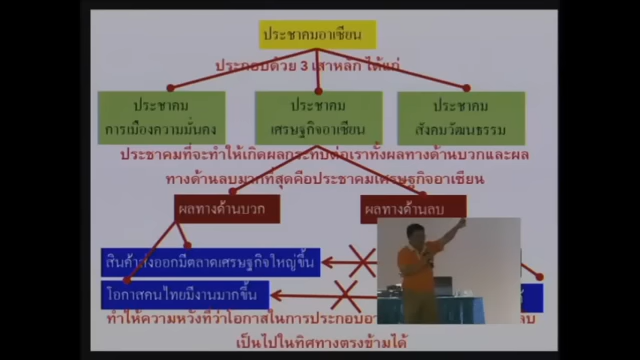 ประชาคมอาเซียน
ประกอบด้วย 3 เสาหลัก ได้แก่
ประชาคม
การเมืองความมั่นคง
ประชาคม
เศรษฐกิจอาเซียน
ประชาคม
สังคมวัฒนธรรม
ประชาคมที่จะทำให้เกิดผลกระทบต่อเราทั้งผลทางด้านบวกและผล
ทางด้านลบมากที่สุดคือประชาคมเศรษฐกิจอาเซียน
ผลทางด้านบวก
ผลทางด้านลบ
สินค้าส่งออกมีตลาดเศรษฐกิจใหญ่ขึ้น
โอกาสคนไทยมีงานมากขึ้น
ทำให้ความหวังที่ว่าโอกาสในการประกอบ
เป็นไปในทิศทางตรงข้ามได้